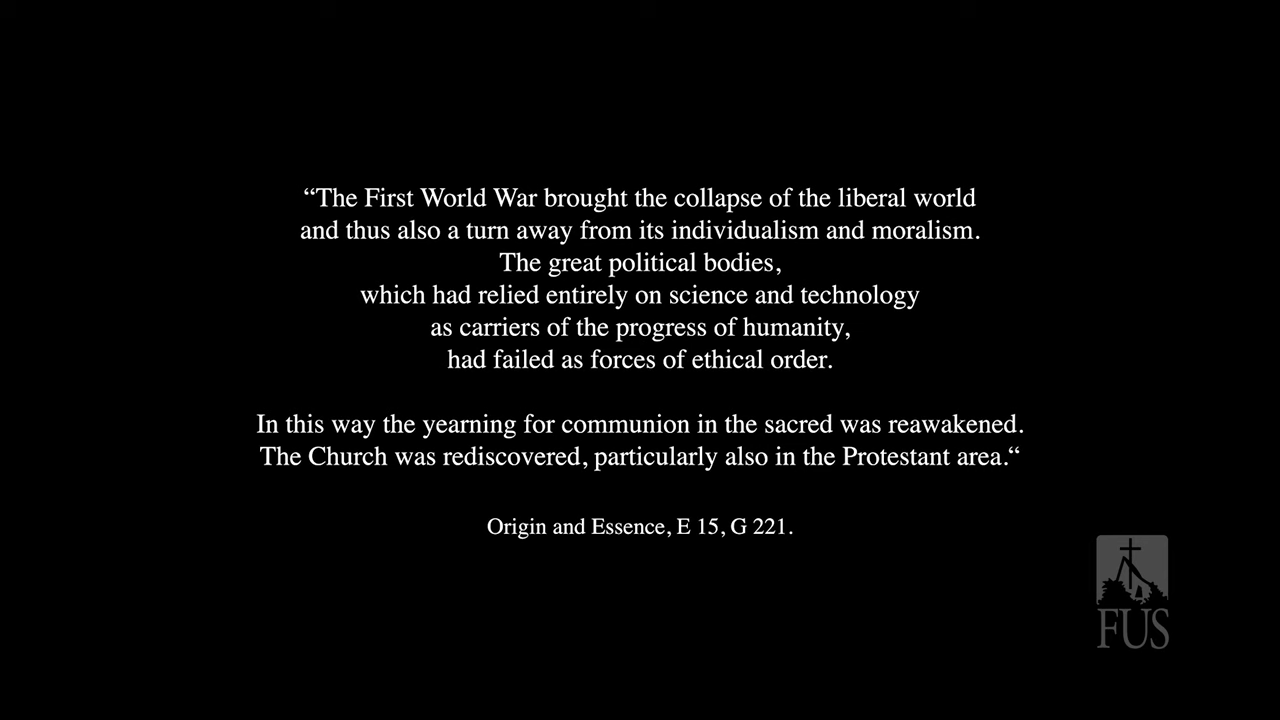 “The First World War brought the collapse of the liberal world
and thus also a turn away from its individualism and moralism.
The great political bodies,
which had relied entirely on science and technology
as carriers of the progress of humanity,
had failed as forces of ethical order.
In this way the yearning for communion in the sacred was reawakened.
The Church was rediscovered, particularly also in the Protestant area.“
Origin and Essence, E 15, G 221.
FUS